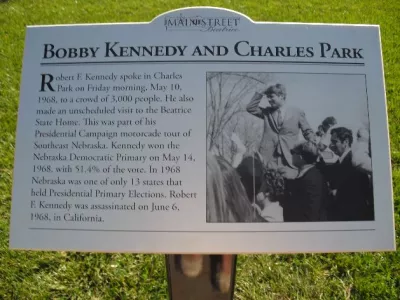 MAINSTREET
Beatrice
BOBBY KENNEDY AND CHARLES PARK
Robert F. Kennedy spoke in Charles
Park on Friday morning, May 10,
1968, to a crowd of 3,000 people. He also
made an unscheduled visit to the Beatrice
State Home. This was part of his
Presidential Campaign motorcade tour of
Southeast Nebraska. Kennedy won the
Nebraska Democratic Primary on May 14,
1968, with 51.4% of the vote. In 1968
Nebraska was one of only 13 states that
held Presidential Primary Elections. Robert
F. Kennedy was assassinated on June 6,
1968, in California.